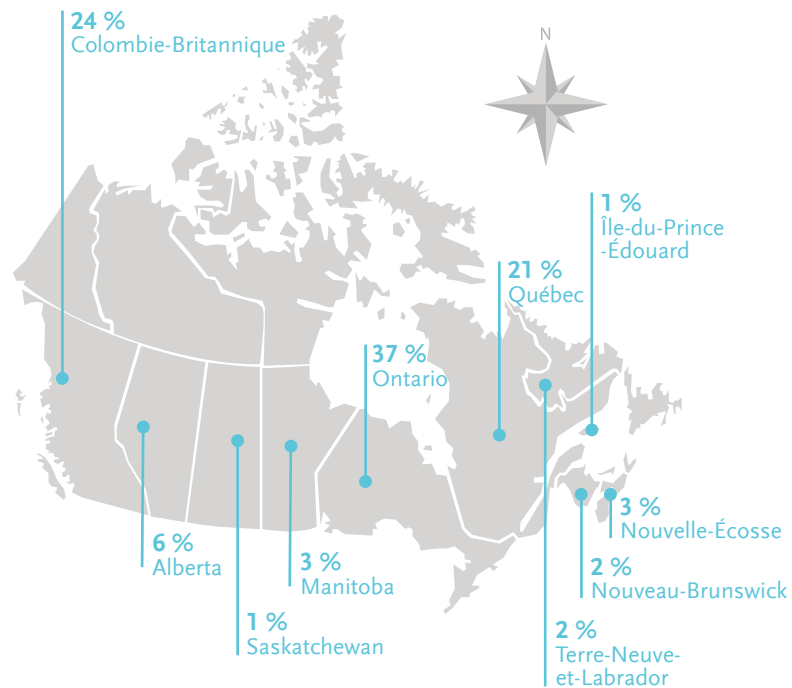 24 %
Colombie-Britannique
N
1 %
Île-du-Prince
-Édouard
21 %
Québec
37 %
Ontario
3 %
Nouvelle-Écosse
6 %
Alberta
3 %
Manitoba
2 %
Nouveau-Brunswick
1 %
Saskatchewan
2 %
Terre-Neuve-
et-Labrador